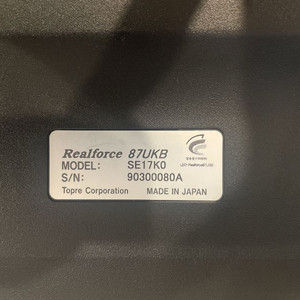 Realforce 87UKB
MODEL: SE17K0
S/N: 90300080A
Topre Corporation MADE IN JAPAN